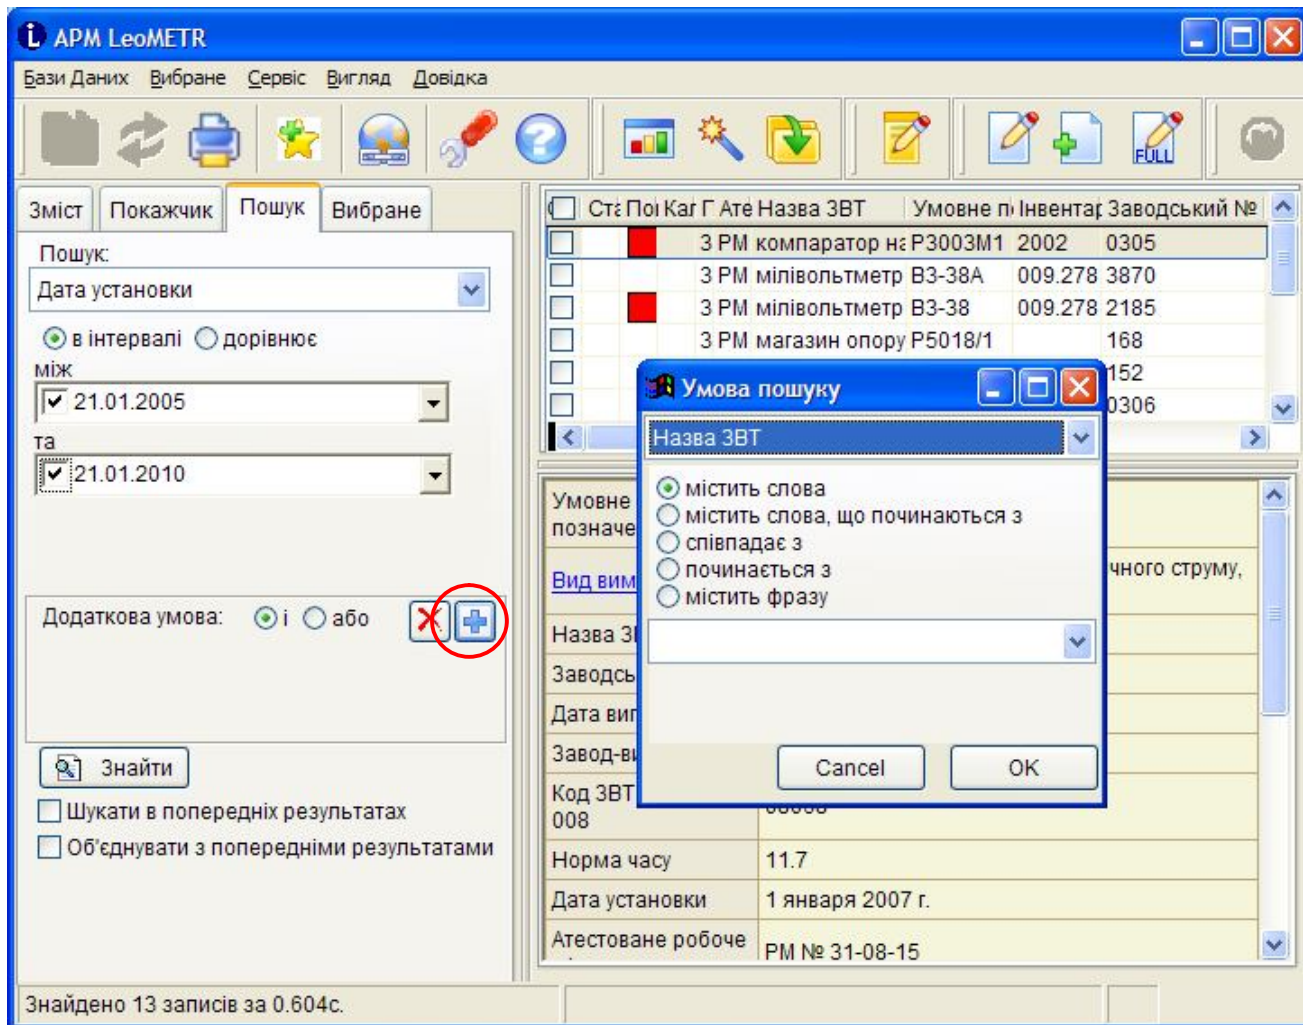 АРМ LeoMETR
Бази Даних Вибране Сервіс Вигляд Довідка
FULL
Зміст Покажчик Пошук Вибране
Пошук:
Дата установки
в інтервалі дорівнює
між
21.01.2005
та
21.01.2010
Додаткова умова: і або
Знайти
Шукати в попередніх результатах
Об'єднувати з попередніми результатами
Ста Пог Кал Г Ате Назва ЗВТ Умовне п Інвентар Заводський №
3 РМ компаратор на Р3003М1 2002 0305
3 РМ мілівольтметр В3-38А 009.278 3870
3 РМ мілівольтметр В3-38 009.278 2185
3 РМ магазин опору Р5018/1 168
152
0306
Умова пошуку
Назва ЗВТ
містить слова
містить слова, що починаються з
співпадає з
починається з
містить фразу
Cancel OK
Умовне
позначе
Вид вим чного струму,
Назва ЗВ
Заводсь
Дата виг
Завод-ви
Код ЗВТ
008
Норма часу 11.7
Дата установки 1 января 2007 г.
Атестоване робоче РМ № 31-08-15
Знайдено 13 записів за 0.604с.